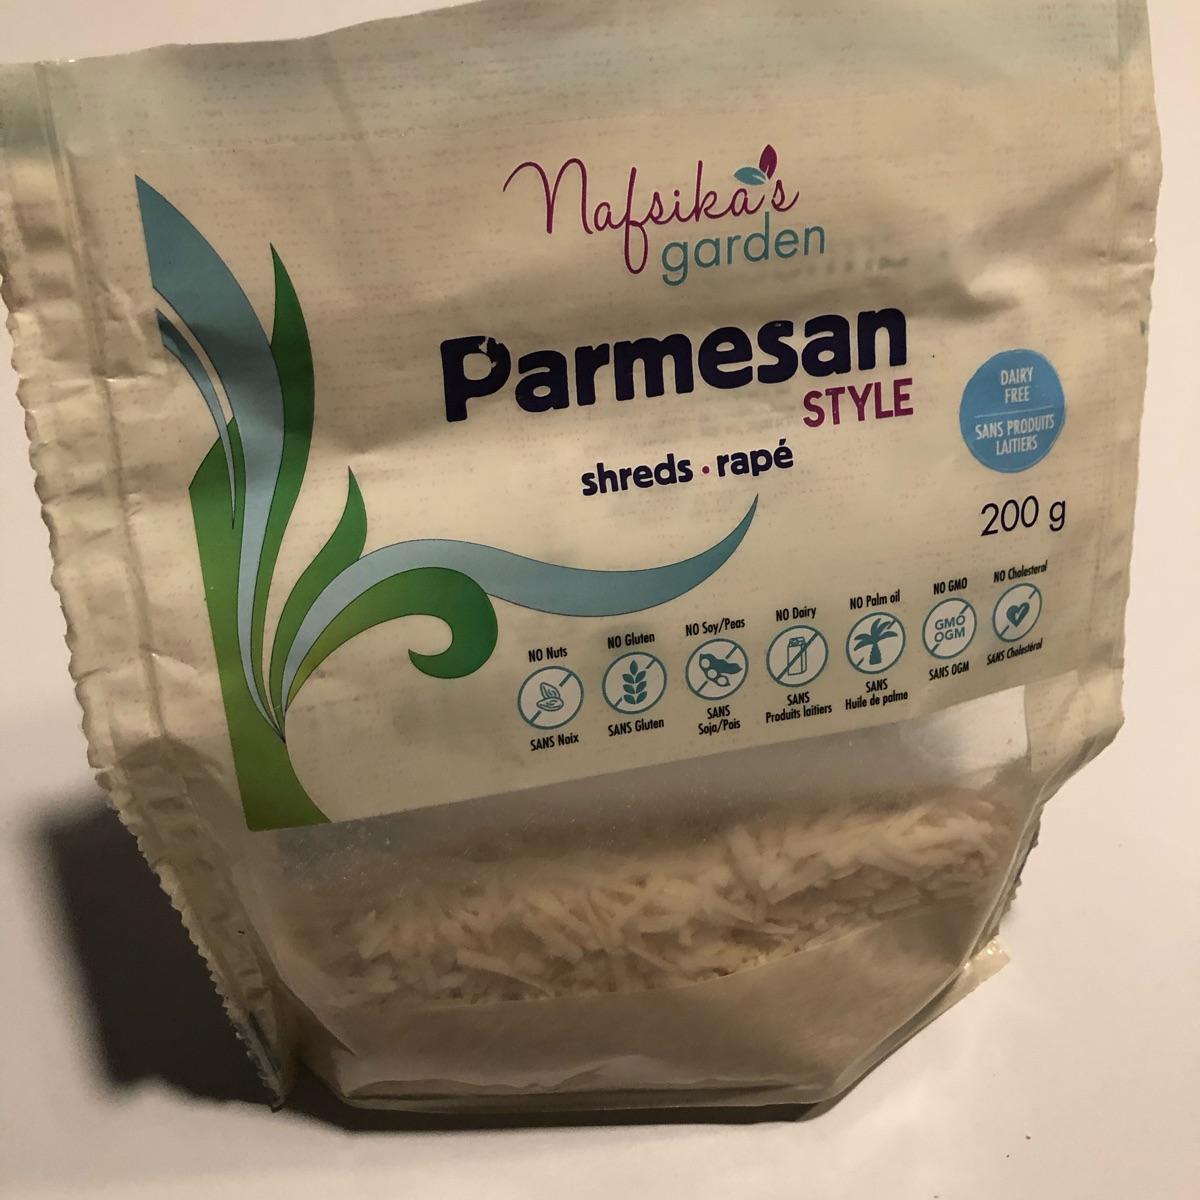 Nafsika's
garden
Parmesan
STYLE
shreds • rapé
DAIRY
FREE
SANS PRODUITS
LAITIERS
200 g
NO Nuts
SANS Noix
NO Gluten
SANS Gluten
NO Soy/Peas
SANS
Soja/Pois
NO Dairy
SANS
Produits laitiers
NO Palm oil
SANS
Huile de palme
NO GMO
GMO
OGM
SANS OGM
NO Cholesterol
SANS Cholestérol